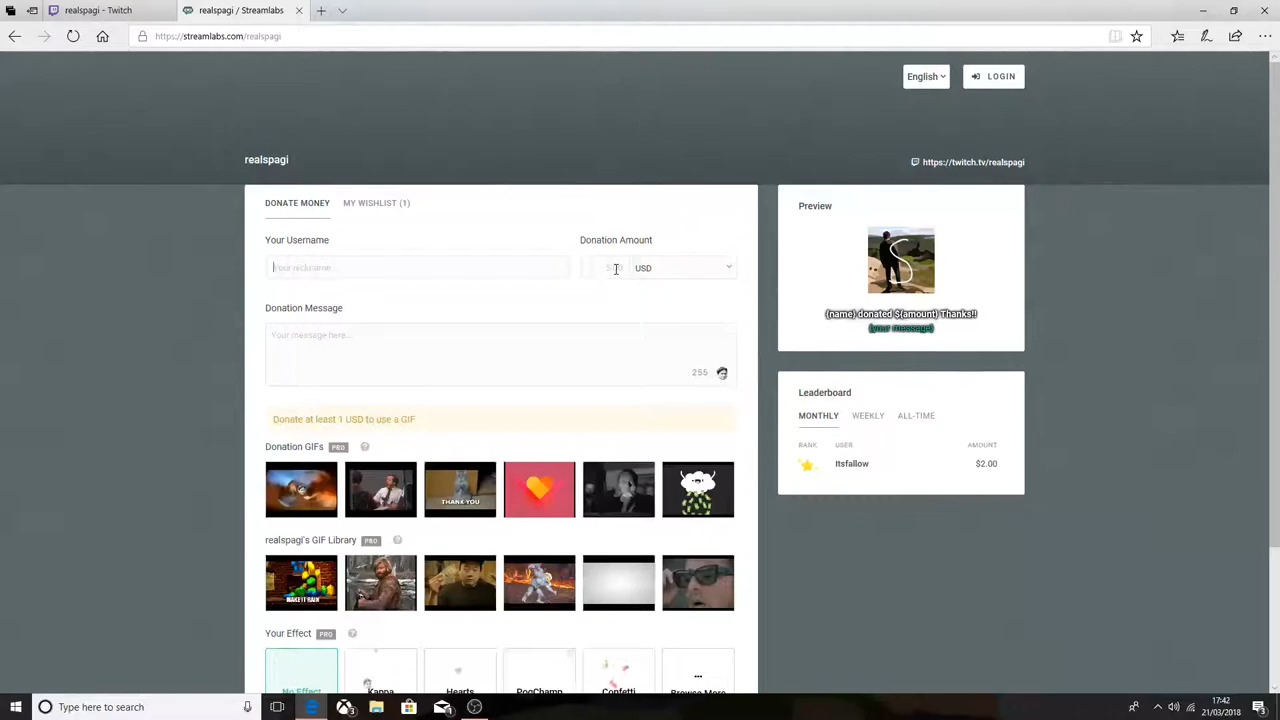 realspagi - Twitch
realspagi / Streamlabs
https://streamlabs.com/realspagi
English
LOGIN
realspagi
https://twitch.tv/realspagi
DONATE MONEY MY WISHLIST (1)
Your Username
Donation Amount
Your nickname...
USD
Donation Message
Your message here...
255
Donate at least 1 USD to use a GIF
Donation GIFs PRO ?
THANK YOU
realspagi's GIF Library PRO ?
MAKE IT RAIN
Your Effect PRO ?
No Effect
Kappa
Hearts
PogChamp
Confetti
Browse More
Preview
S
{name} donated ${amount} Thanks!!
{your message}
Leaderboard
MONTHLY WEEKLY ALL-TIME
RANK USER AMOUNT
Itsfallow $2.00
Type here to search
17:42
21/03/2018